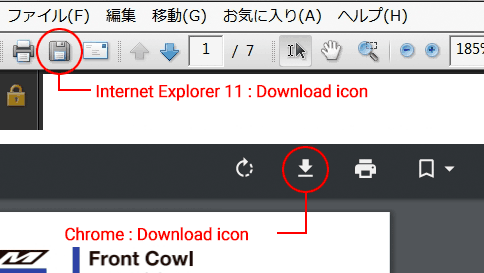 ファイル(F) 編集 移動(G) お気に入り(A) ヘルプ(H)
1 / 7 185%
Internet Explorer 11 : Download icon
Chrome : Download icon
Front Cowl